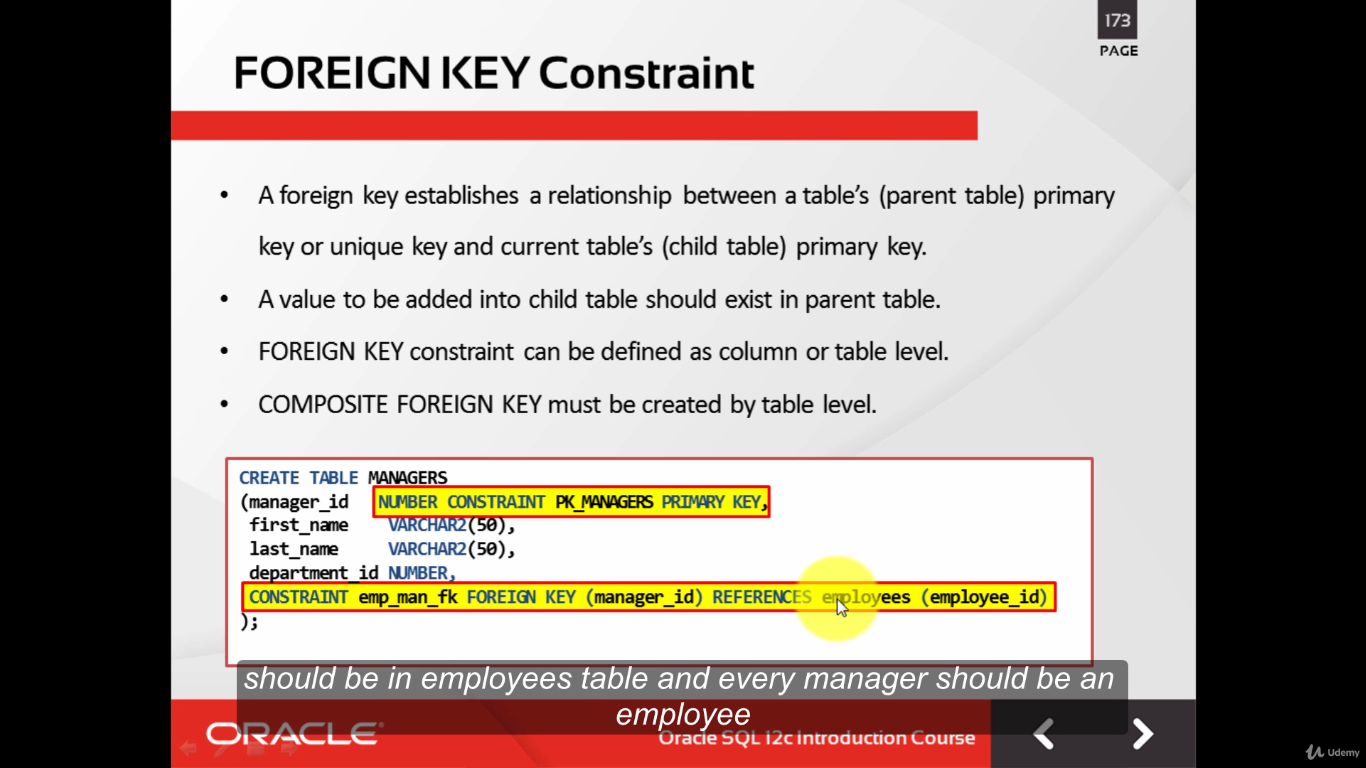 173
PAGE
FOREIGN KEY Constraint
• A foreign key establishes a relationship between a table's (parent table) primary
key or unique key and current table's (child table) primary key.
• A value to be added into child table should exist in parent table.
• FOREIGN KEY constraint can be defined as column or table level.
• COMPOSITE FOREIGN KEY must be created by table level.
CREATE TABLE MANAGERS
(manager_id NUMBER CONSTRAINT PK_MANAGERS PRIMARY KEY,
first_name VARCHAR2(50),
last_name VARCHAR2(50),
department_id NUMBER,
CONSTRAINT emp_man_fk FOREIGN KEY (manager_id) REFERENCES employees (employee_id)
);
should be in employees table and every manager should be an
employee
ORACLE®
Oracle SQL 12c Introduction Course
Udemy